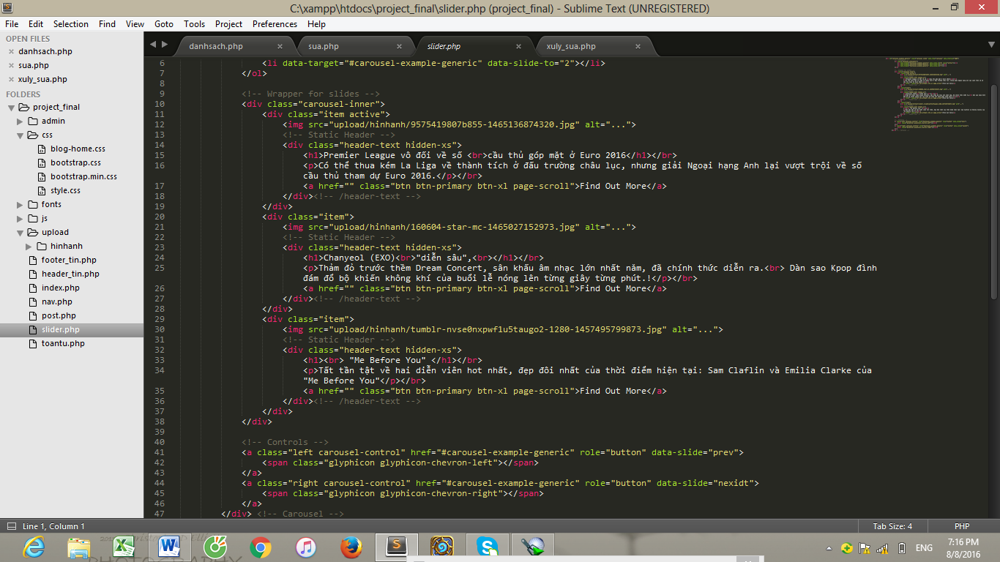 C:\xampp\htdocs\project_final\slider.php (project_final) - Sublime Text (UNREGISTERED)
File Edit Selection Find View Goto Tools Project Preferences Help
OPEN FILES
danhsach.php
sua.php
xuly_sua.php
FOLDERS
project_final
admin
css
blog-home.css
bootstrap.css
bootstrap.min.css
style.css
fonts
js
upload
hinhanh
footer_tin.php
header_tin.php
index.php
nav.php
post.php
slider.php
toantu.php
danhsach.php sua.php slider.php xuly_sua.php
6 <li data-target="#carousel-example-generic" data-slide-to="2"></li>
7 </ol>
8
9 <!-- Wrapper for slides -->
10 <div class="carousel-inner">
11 <div class="item active">
12 <img src="upload/hinhanh/9575419807b855-1465136874320.jpg" alt="...">
13 <!-- Static Header -->
14 <div class="header-text hidden-xs">
15 <h1>Premier League vô đối về số <br>cầu thủ góp mặt ở Euro 2016</h1></br>
16 <p>Có thể thua kém La Liga về thành tích ở đấu trường châu lục, nhưng giải Ngoại hạng Anh lại vượt trội về số
cầu thủ tham dự Euro 2016.</p></br>
17 <a href="" class="btn btn-primary btn-xl page-scroll">Find Out More</a>
18 </div><!-- /header-text -->
19 </div>
20 <div class="item">
21 <img src="upload/hinhanh/160604-star-mc-1465027152973.jpg" alt="...">
22 <!-- Static Header -->
23 <div class="header-text hidden-xs">
24 <h1>Chanyeol (EXO)<br>"diễn sâu",<br></h1></br>
25 <p>Thảm đỏ trước thềm Dream Concert, sân khấu âm nhạc lớn nhất năm, đã chính thức diễn ra.<br> Dàn sao Kpop đình
đám đổ bộ khiến không khí của buổi lễ nóng lên từng giây từng phút.!</p></br>
26 <a href="" class="btn btn-primary btn-xl page-scroll">Find Out More</a>
27 </div><!-- /header-text -->
28 </div>
29 <div class="item">
30 <img src="upload/hinhanh/tumblr-nvse0nxpwf1u5taugo2-1280-1457495799873.jpg" alt="...">
31 <!-- Static Header -->
32 <div class="header-text hidden-xs">
33 <h1><br> "Me Before You" </h1></br>
34 <p>Tất tần tật về hai diễn viên hot nhất, đẹp đôi nhất của thời điểm hiện tại: Sam Claflin và Emilia Clarke của
"Me Before You"</p></br>
35 <a href="" class="btn btn-primary btn-xl page-scroll">Find Out More</a>
36 </div><!-- /header-text -->
37 </div>
38 </div>
39
40 <!-- Controls -->
41 <a class="left carousel-control" href="#carousel-example-generic" role="button" data-slide="prev">
42 <span class="glyphicon glyphicon-chevron-left"></span>
43 </a>
44 <a class="right carousel-control" href="#carousel-example-generic" role="button" data-slide="nexidt">
45 <span class="glyphicon glyphicon-chevron-right"></span>
46 </a>
47 </div> <!-- Carousel -->
Line 1, Column 1 Tab Size: 4 PHP
ENG
7:16 PM
8/8/2016